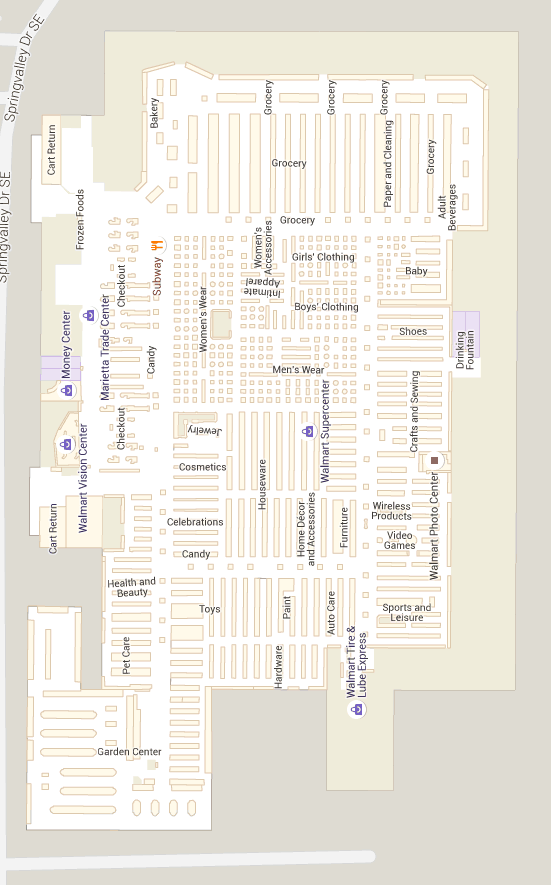 Springvalley Dr SE
Springvalley Dr SE
Cart Return
Bakery
Grocery
Grocery
Grocery
Grocery
Paper and Cleaning
Grocery
Adult
Beverages
Frozen Foods
Grocery
Checkout
Subway
Women's
Accessories
Girls' Clothing
Baby
Intimate
Apparel
Women's Wear
Boys' Clothing
Marietta Trade Center
Money Center
Candy
Shoes
Drinking
Fountain
Men's Wear
Crafts and Sewing
Checkout
Jewelry
Walmart Supercenter
Walmart Vision Center
Cosmetics
Houseware
Cart Return
Celebrations
Home Décor
and Accessories
Furniture
Wireless
Products
Video
Games
Walmart Photo Center
Candy
Health and
Beauty
Toys
Paint
Auto Care
Sports and
Leisure
Pet Care
Hardware
Walmart Tire &
Lube Express
Garden Center